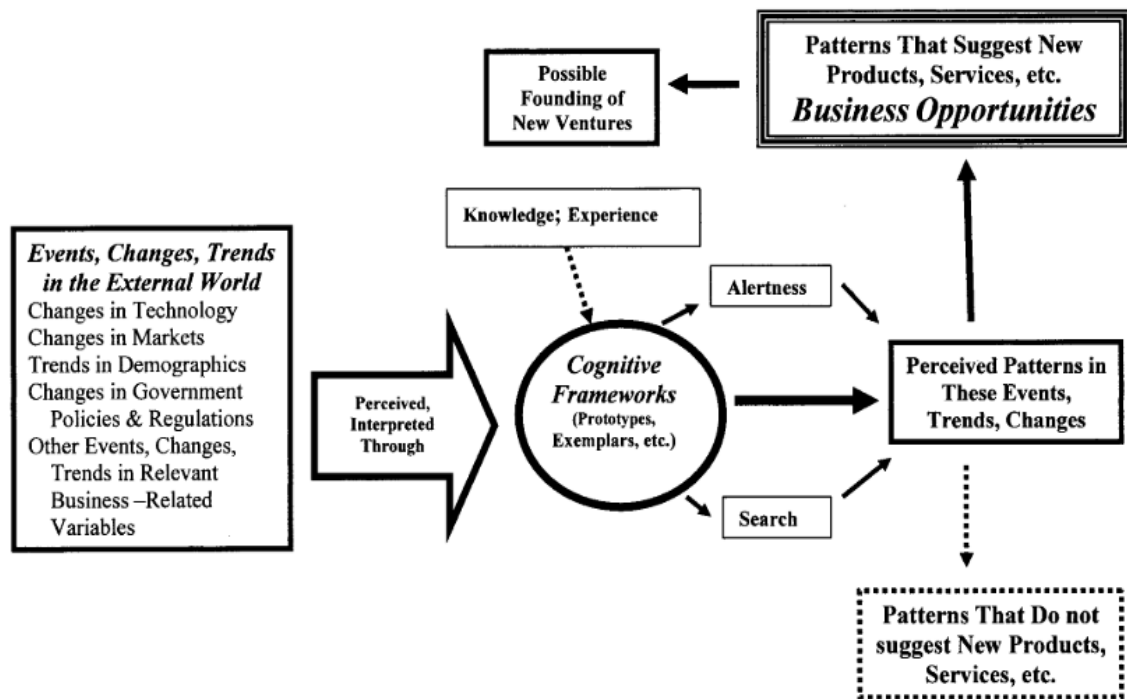 Patterns That Suggest New
Products, Services, etc.
Business Opportunities
Possible
Founding of
New Ventures
Knowledge; Experience
Events, Changes, Trends
in the External World
Changes in Technology
Changes in Markets
Trends in Demographics
Changes in Government
Policies & Regulations
Other Events, Changes,
Trends in Relevant
Business –Related
Variables
Perceived,
Interpreted
Through
Cognitive
Frameworks
(Prototypes,
Exemplars, etc.)
Alertness
Search
Perceived Patterns in
These Events,
Trends, Changes
Patterns That Do not
suggest New Products,
Services, etc.